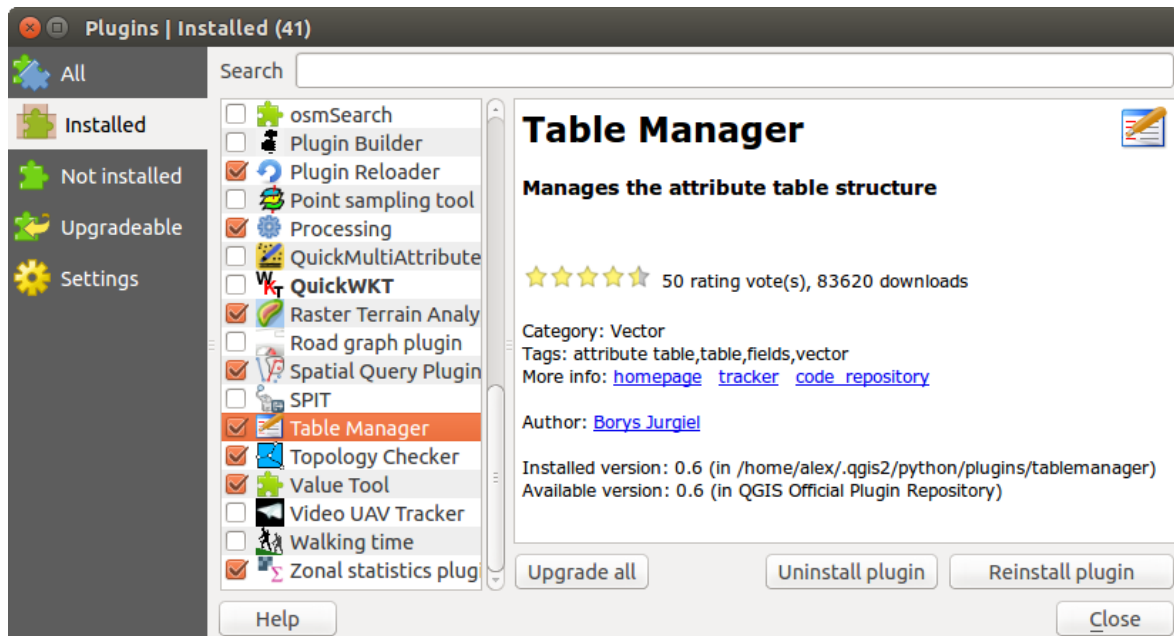 Plugins | Installed (41)
All
Installed
Not installed
Upgradeable
Settings
Search
osmSearch
Plugin Builder
Plugin Reloader
Point sampling tool
Processing
QuickMultiAttribute
QuickWKT
Raster Terrain Analy
Road graph plugin
Spatial Query Plugin
SPIT
Table Manager
Topology Checker
Value Tool
Video UAV Tracker
Walking time
Zonal statistics plugi
Table Manager
Manages the attribute table structure
50 rating vote(s), 83620 downloads
Category: Vector
Tags: attribute table,table,fields,vector
More info: homepage tracker code repository
Author: Borys Jurgiel
Installed version: 0.6 (in /home/alex/.qgis2/python/plugins/tablemanager)
Available version: 0.6 (in QGIS Official Plugin Repository)
Upgrade all
Uninstall plugin
Reinstall plugin
Help
Close